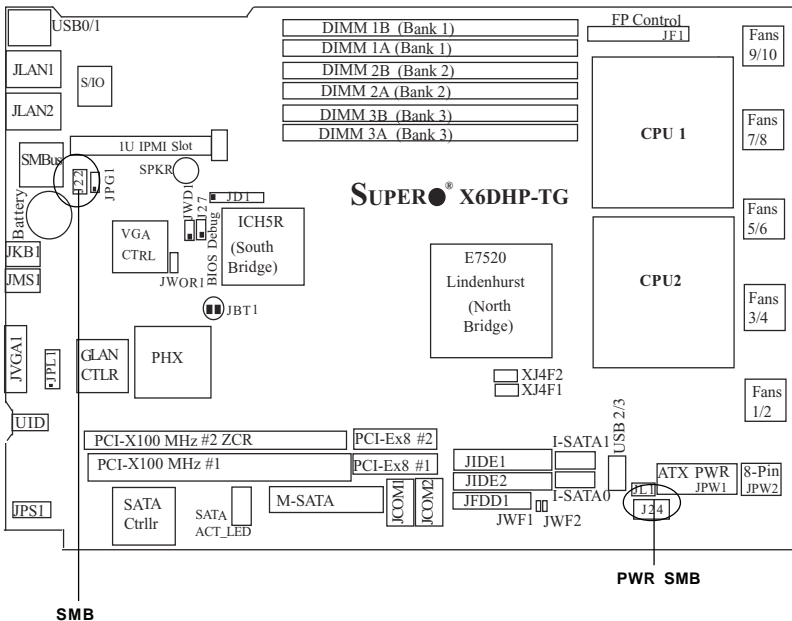 USB0/1
JLAN1
JLAN2
S/IO
DIMM 1B (Bank 1)
DIMM 1A (Bank 1)
DIMM 2B (Bank 2)
DIMM 2A (Bank 2)
DIMM 3B (Bank 3)
DIMM 3A (Bank 3)
FP Control
JF1
Fans
9/10
CPU 1
Fans
7/8
1U IPMI Slot
SMBus
J22
JPG1
SPKR
Battery
JD1
SUPER® X6DHP-TG
JWD1
J27
BIOS Debug
ICH5R
(South
Bridge)
VGA
CTRL
JWOR1
JKB1
JMS1
JBT1
E7520
Lindenhurst
(North
Bridge)
CPU2
Fans
5/6
Fans
3/4
JVGA1
JPL1
GLAN
CTLR
PHX
XJ4F2
XJ4F1
Fans
1/2
UID
PCI-X100 MHz #2 ZCR
PCI-Ex8 #2
PCI-X100 MHz #1
PCI-Ex8 #1
JIDE1
JIDE2
JFDD1
I-SATA1
I-SATA0
USB 2/3
ATX PWR
JPW1
8-Pin
JPW2
JL1
J24
JPS1
SATA
Ctrllr
SATA
ACT_LED
M-SATA
JCOM1
JCOM2
JWF1
JWF2
PWR SMB
SMB